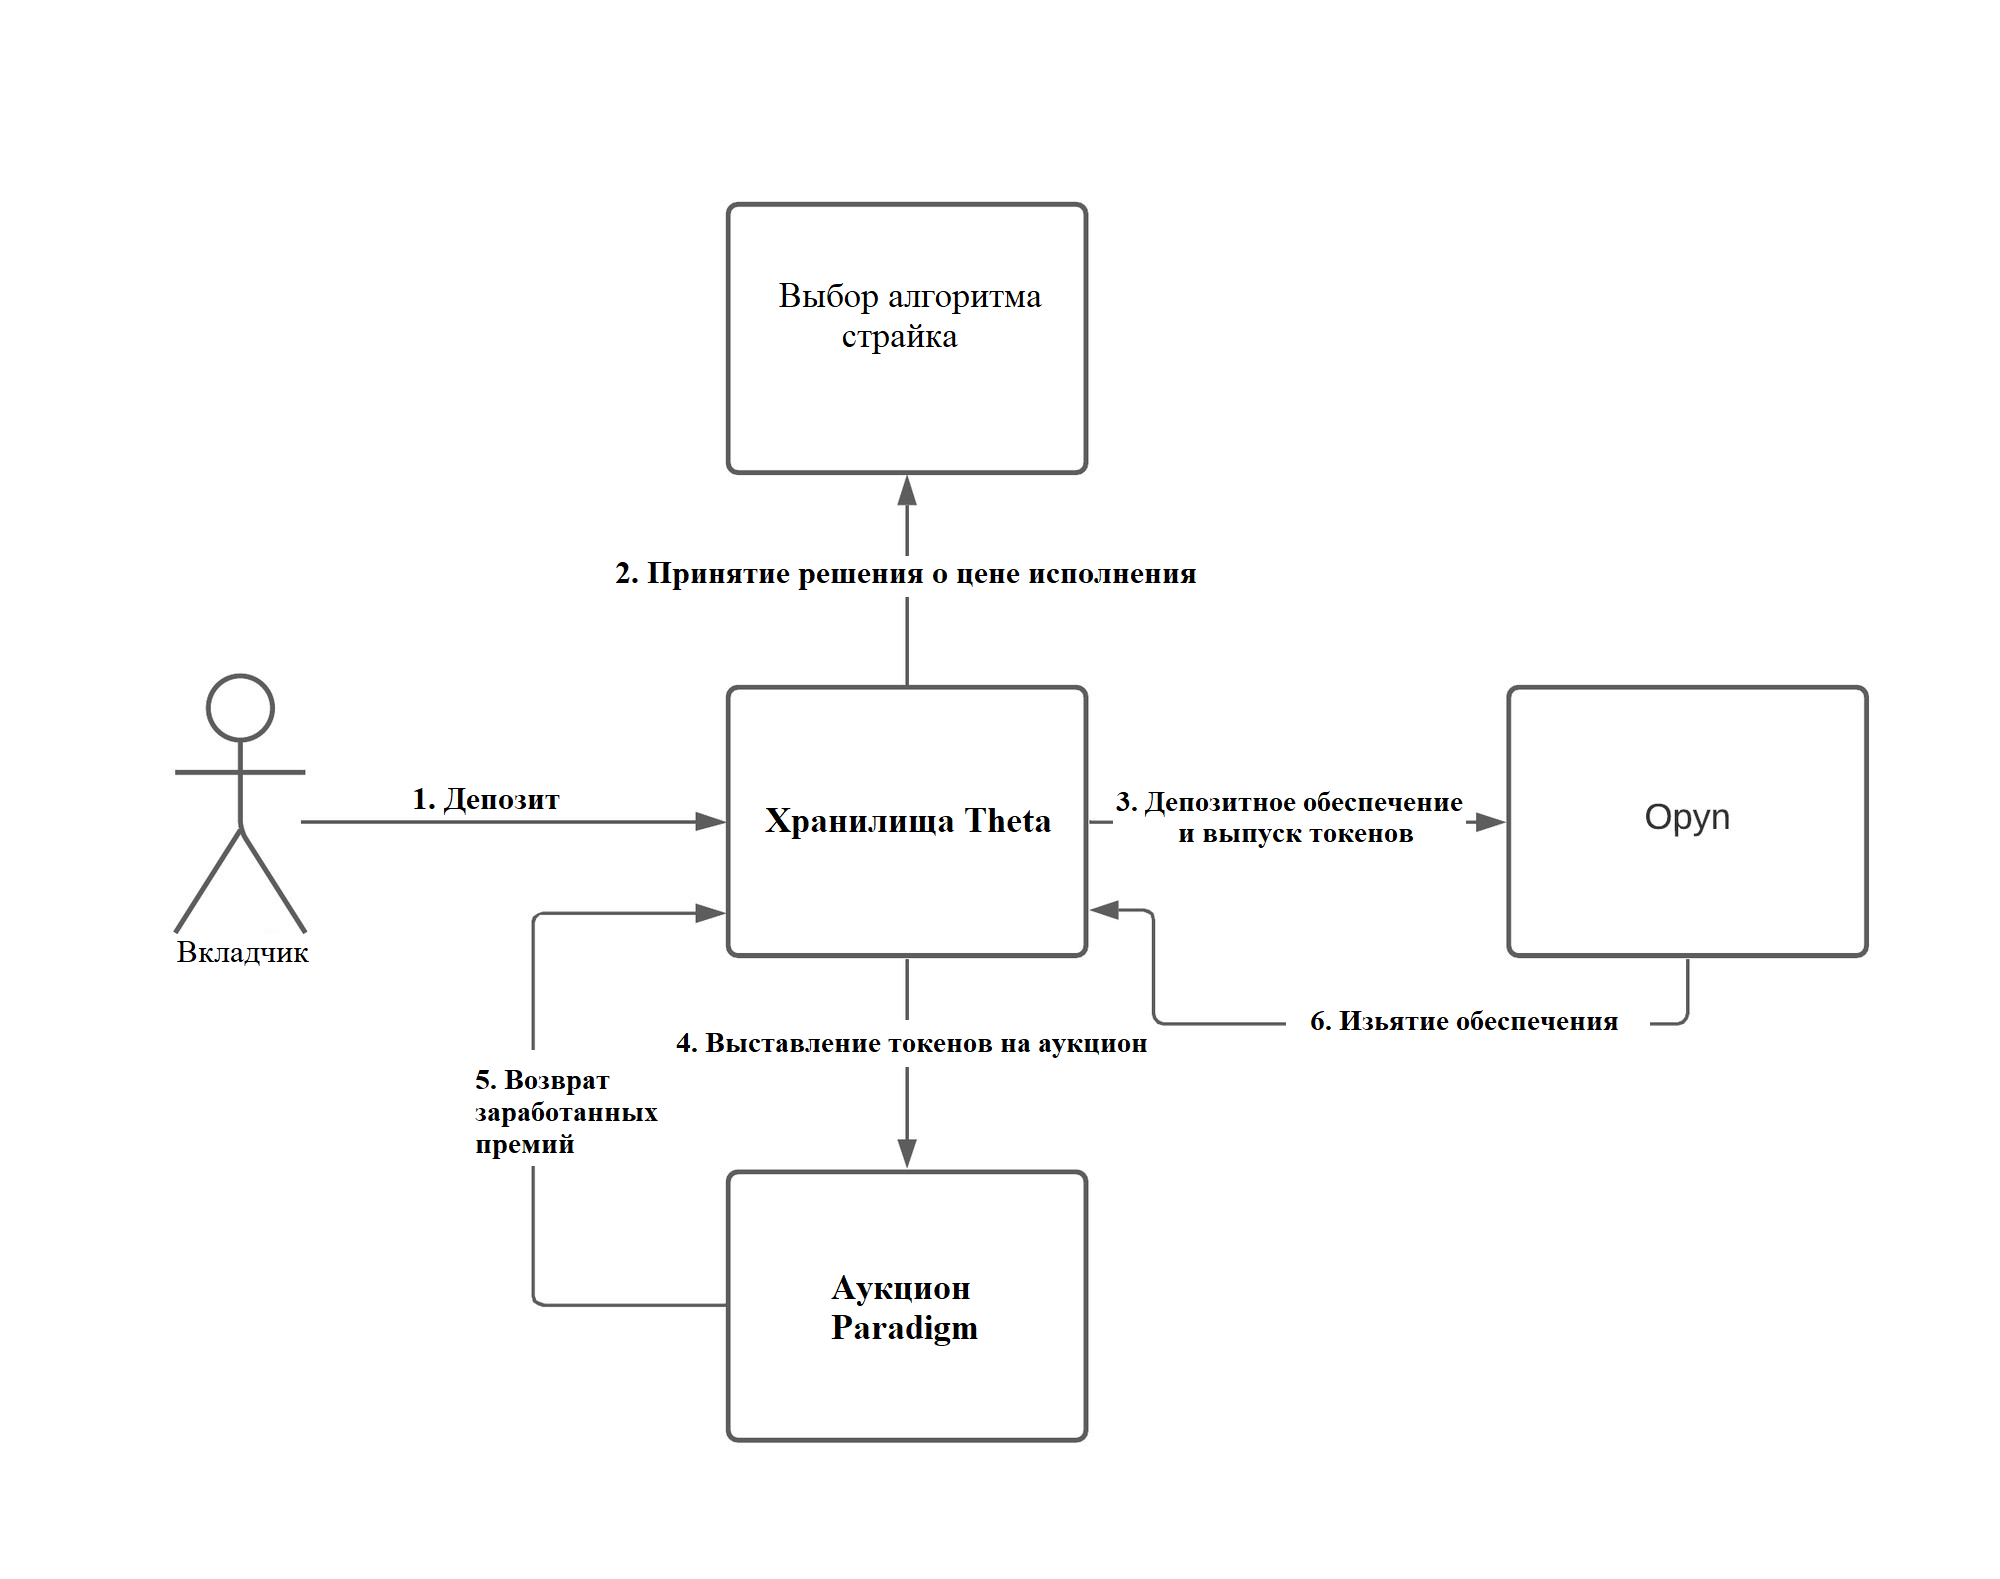 Выбор алгоритма
страйка
2. Принятие решения о цене исполнения
1. Депозит
Хранилища Theta
3. Депозитное обеспечение
и выпуск токенов
Opyn
Вкладчик
6. Изьятие обеспечения
4. Выставление токенов на аукцион
5. Возврат
заработанных
премий
Аукцион
Paradigm